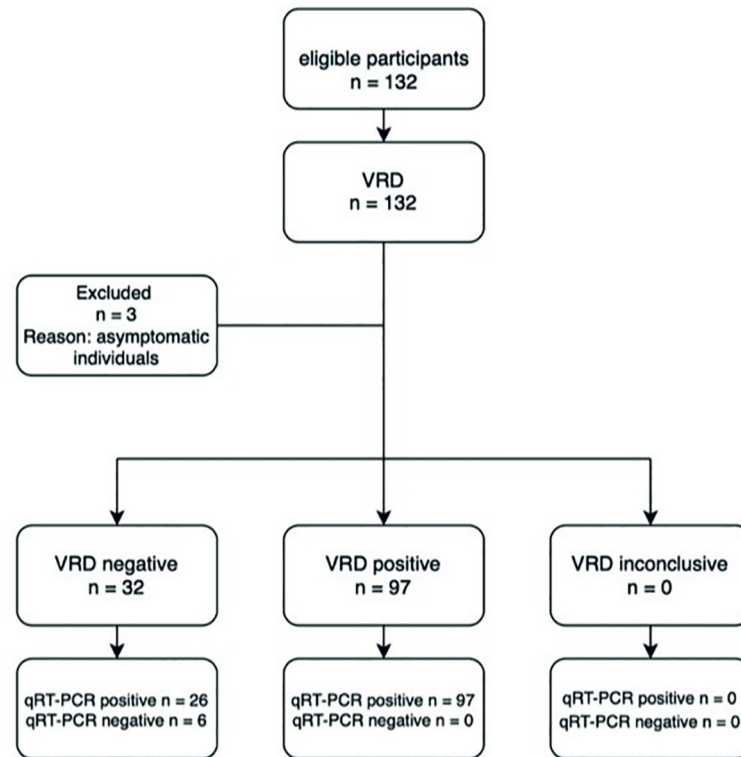 eligible participants
n = 132
VRD
n = 132
Excluded
n = 3
Reason: asymptomatic
individuals
VRD negative
n = 32
VRD positive
n = 97
VRD inconclusive
n = 0
qRT-PCR positive n = 26
qRT-PCR negative n = 6
qRT-PCR positive n = 97
qRT-PCR negative n = 0
qRT-PCR positive n = 0
qRT-PCR negative n = 0